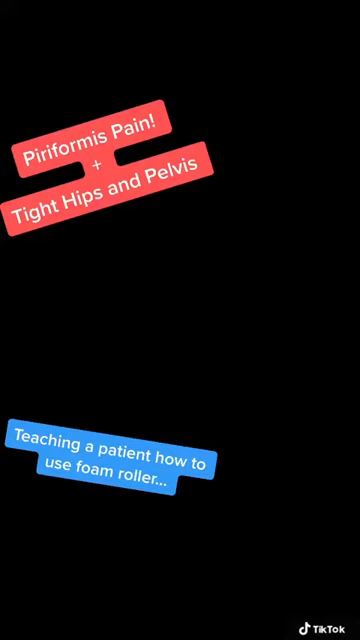 Piriformis Pain!
+
Tight Hips and Pelvis
Teaching a patient how to
use foam roller...
TikTok